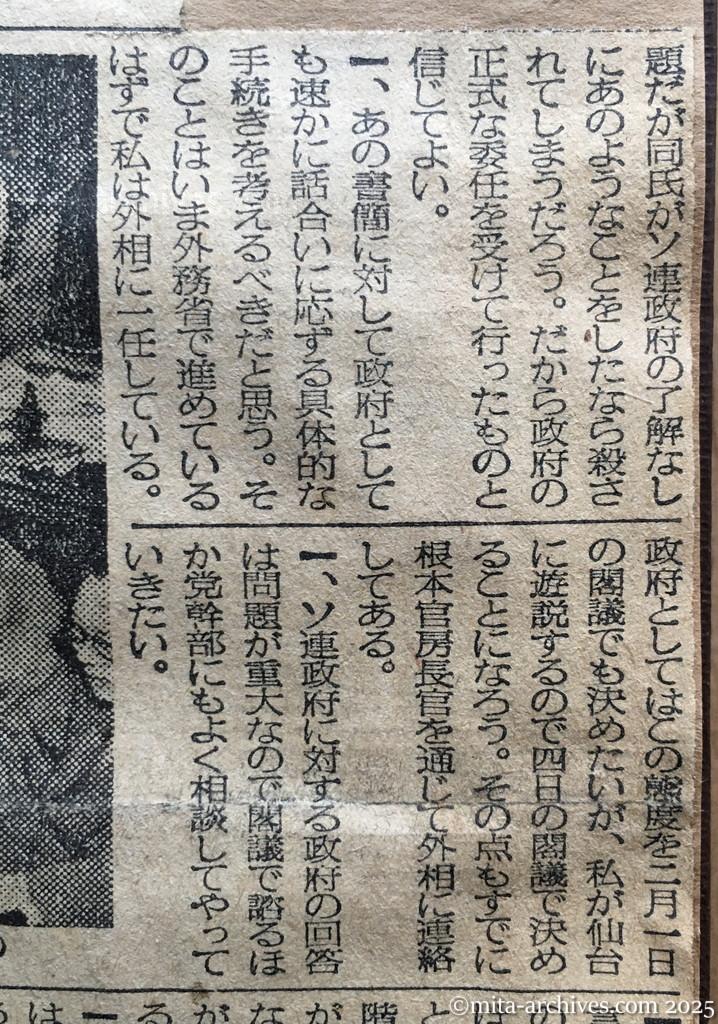 題だが同氏がソ連政府の了解なし
にあのようなことをしたなら殺さ
れてしまうだろう。だから政府の
正式な委任を受けて行ったものと
信じてよい。
一、あの書簡に対して政府として
も速かに話合いに応ずる具体的な
手続きを考えるべきだと思う。そ
のことはいま外務省で進めている
はずで私は外相に一任している。
政府としてはこの態度を二月一日
の閣議でも決めたいが、私が仙台
に遊説するので四日の閣議で決め
ることになろう。その点もすでに
根本官房長官を通じて外相に連絡
してある。
一、ソ連政府に対する政府の回答
は問題が重大なので閣議で諮るほ
か党幹部にもよく相談してやって
いきたい。
©mita-archives.com 2025